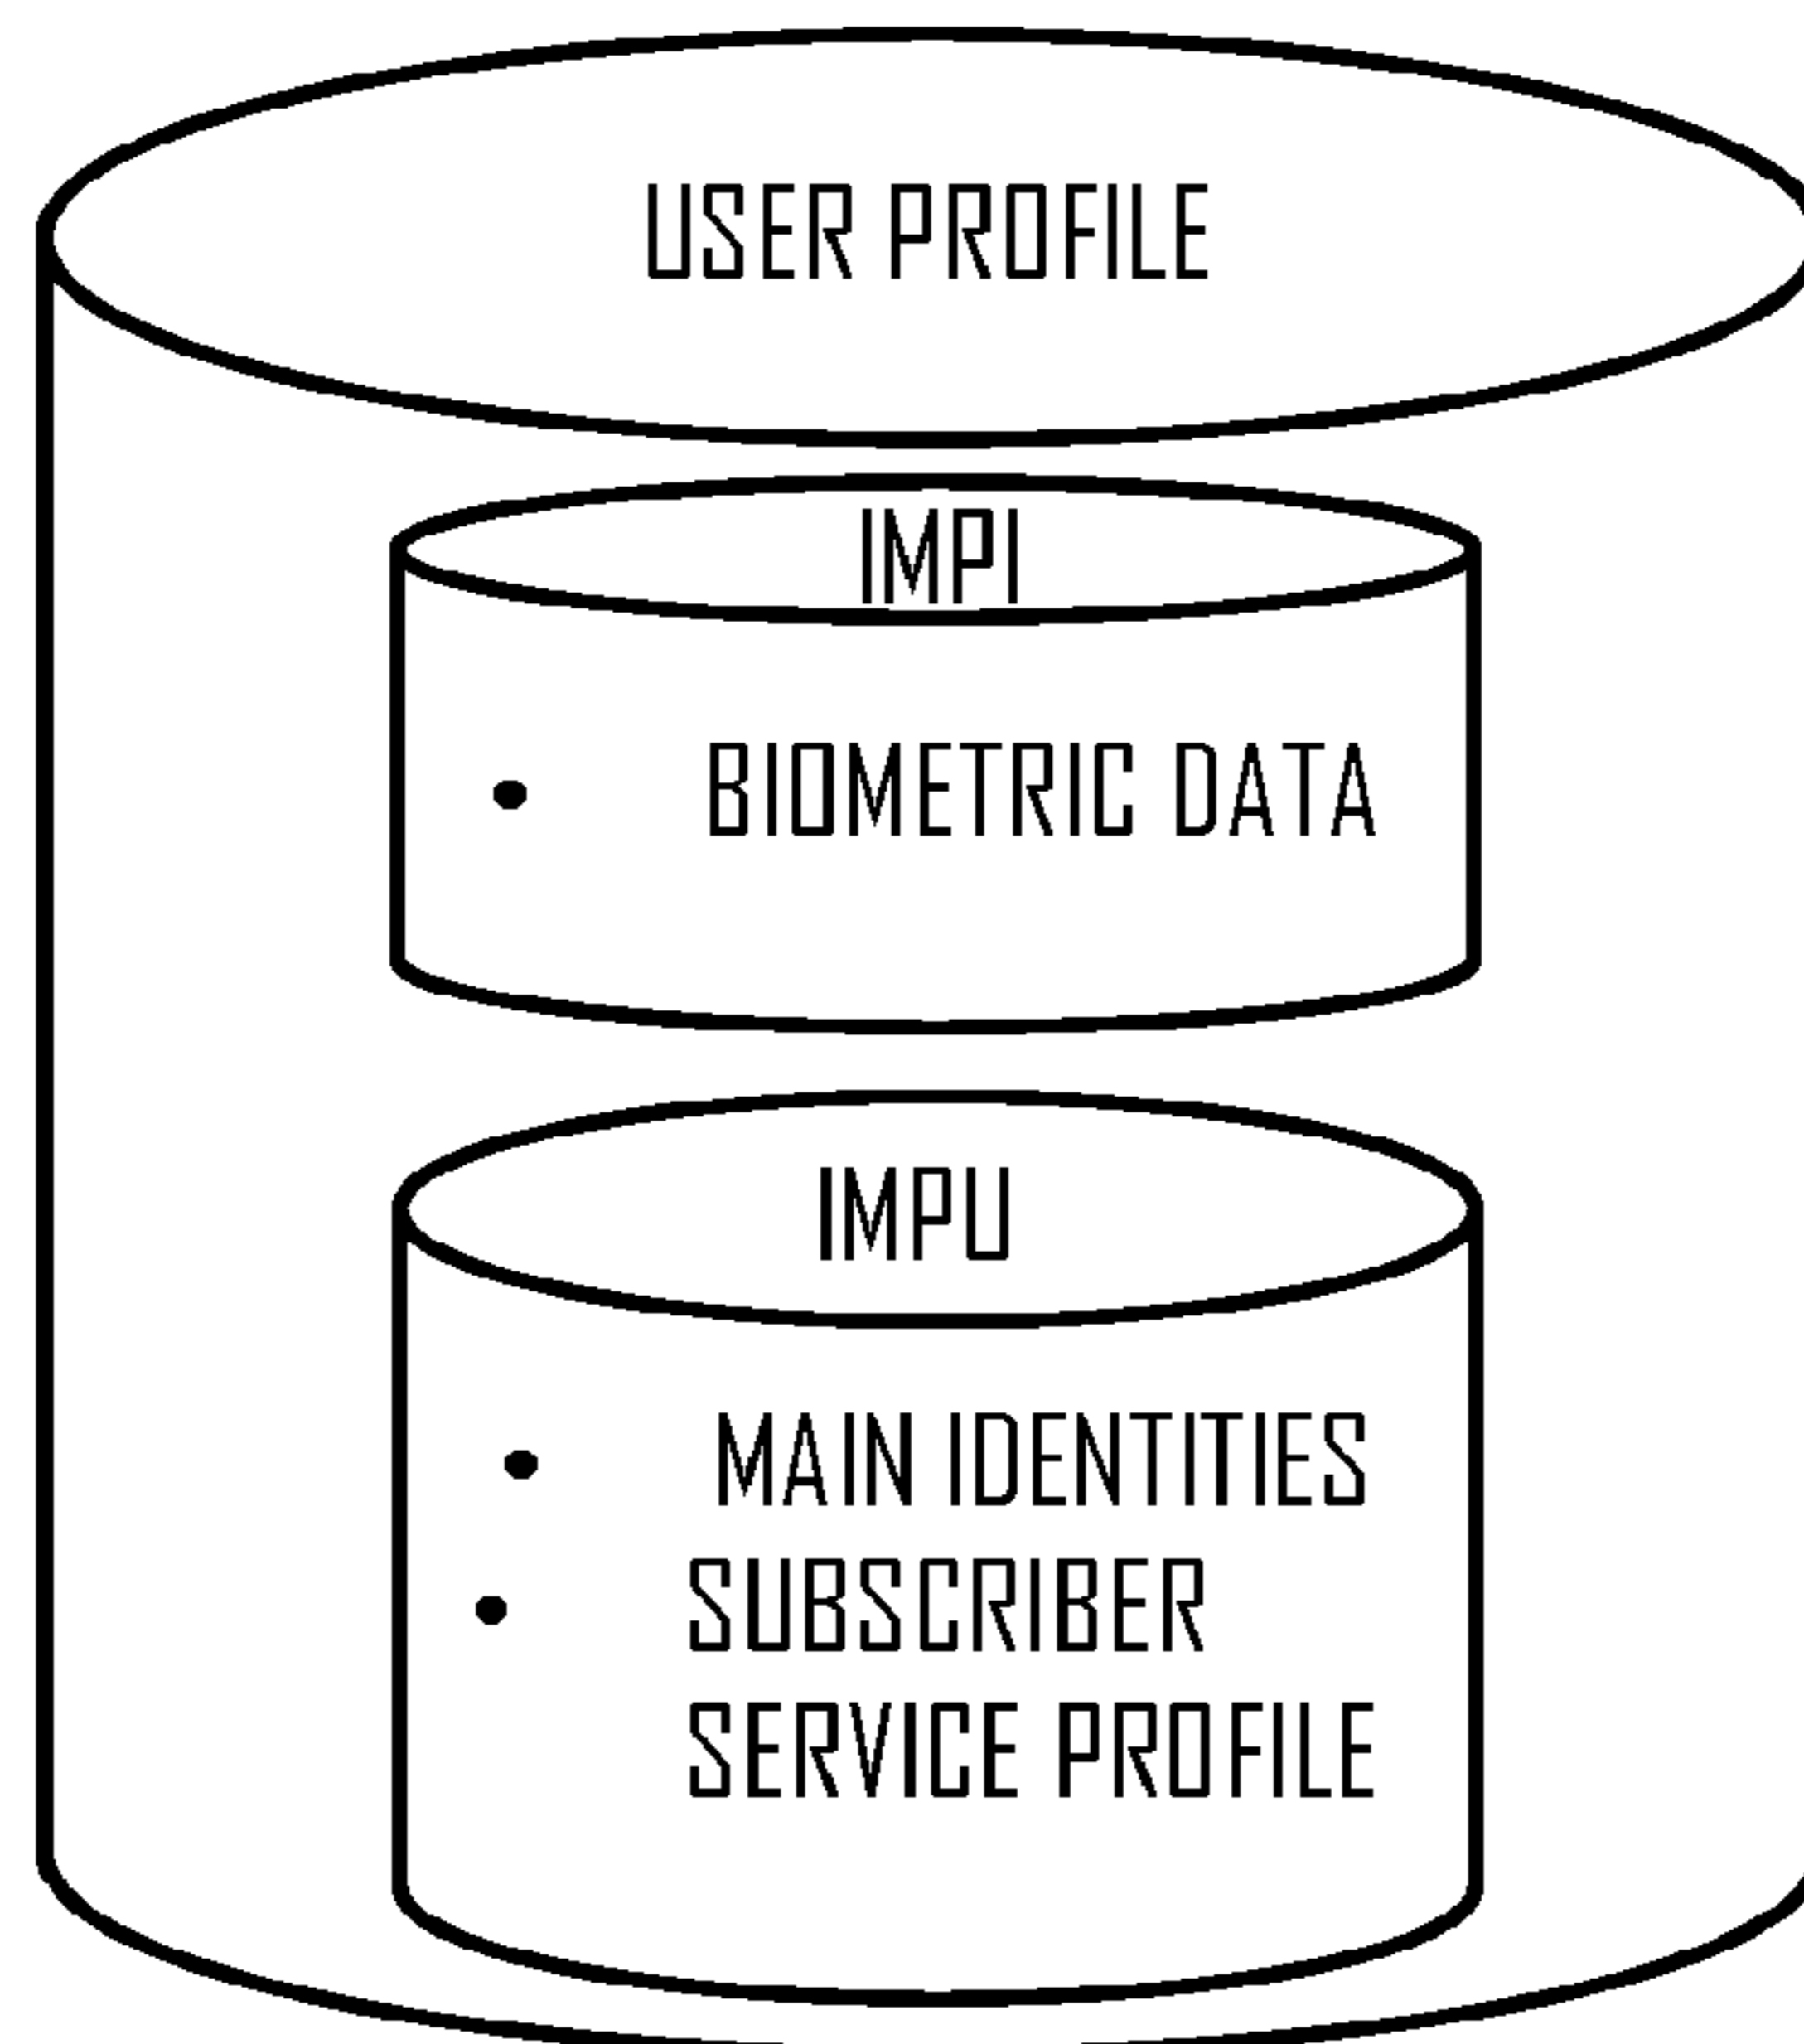 USER PROFILE
IMPI
• BIOMETRIC DATA
IMPU
• MAIN IDENTITIES
• SUBSCRIBER
SERVICE PROFILE